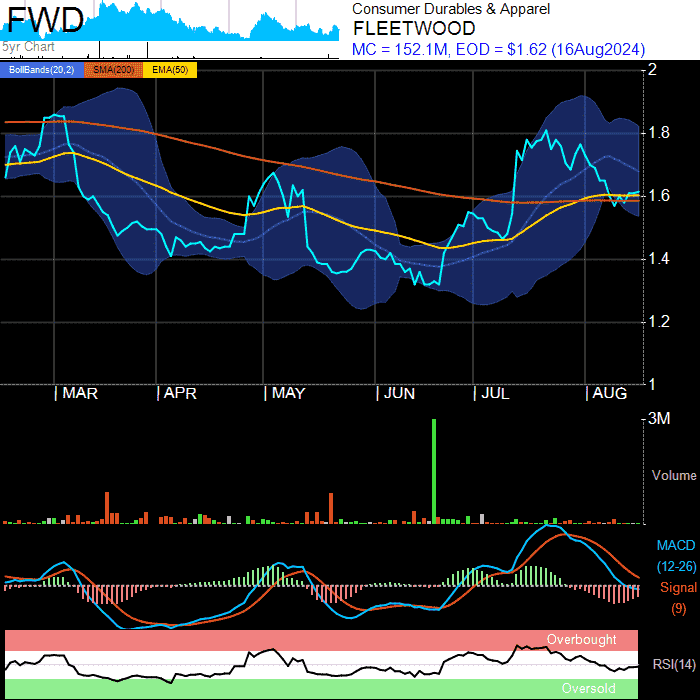 FWD
5yr Chart
Consumer Durables & Apparel
FLEETWOOD
MC = 152.1M, EOD = $1.62 (16Aug2024)
BollBands(20,2) SMA(200) EMA(50)
2
1.8
1.6
1.4
1.2
1
MAR APR MAY JUN JUL AUG
3M
Volume
MACD
(12-26)
Signal
(9)
Overbought
RSI(14)
Oversold